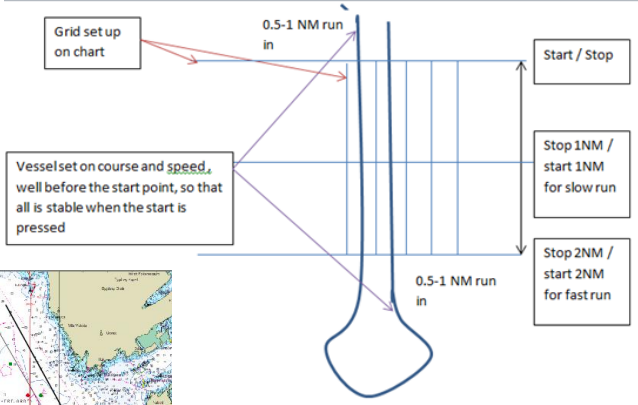 0.5-1 NM run
in
Grid set up
on chart
Start / Stop
Vessel set on course and speed,
well before the start point, so that
all is stable when the start is
pressed
Stop 1NM /
start 1NM
for slow run
Stop 2NM /
start 2NM
for fast run
0.5-1 NM run
in